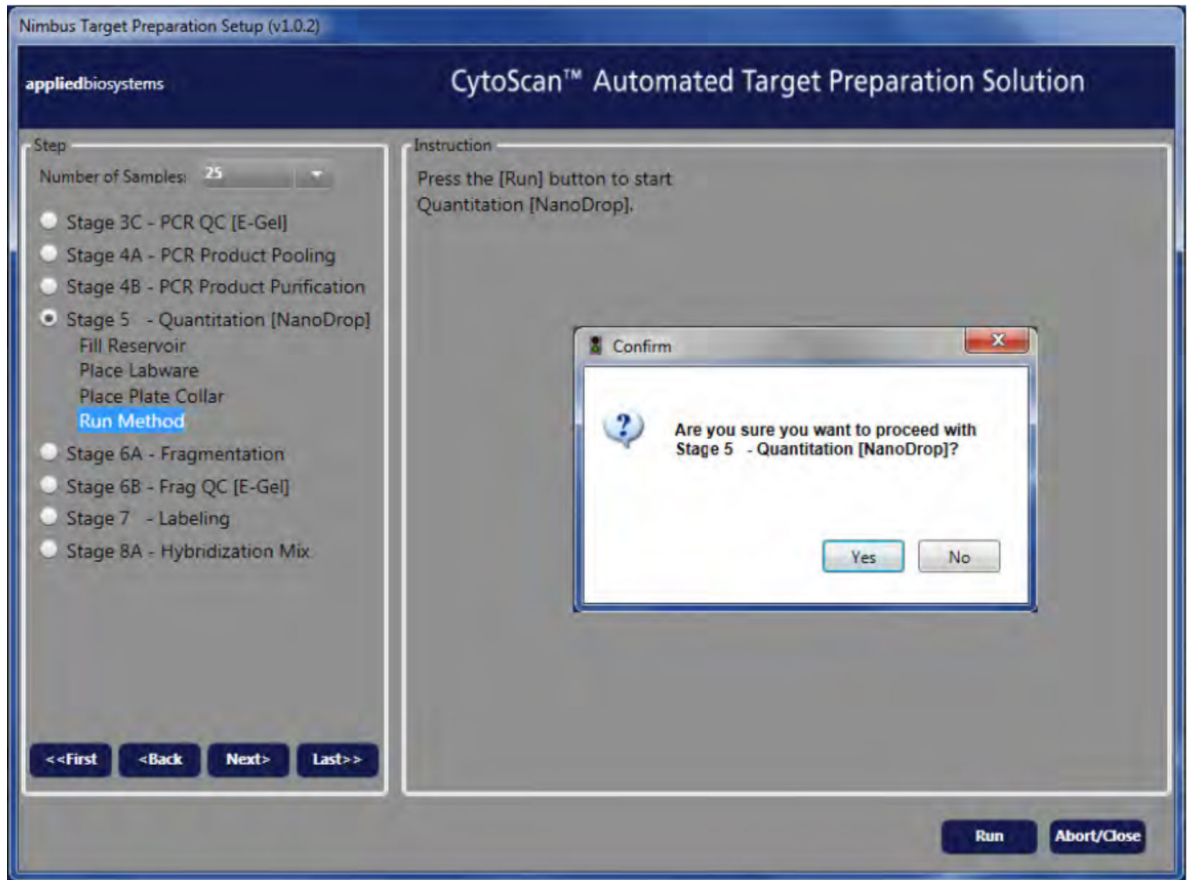 Nimbus Target Preparation Setup (v1.0.2)
appliedbiosystems
CytoScan™ Automated Target Preparation Solution
Step
Number of Samples: 25
Stage 3C - PCR QC [E-Gel]
Stage 4A - PCR Product Pooling
Stage 4B - PCR Product Purification
Stage 5 - Quantitation [NanoDrop]
Fill Reservoir
Place Labware
Place Plate Collar
Run Method
Stage 6A - Fragmentation
Stage 6B - Frag QC [E-Gel]
Stage 7 - Labeling
Stage 8A - Hybridization Mix
<<First <Back Next> Last>>
Instruction
Press the [Run] button to start
Quantitation [NanoDrop].
Confirm
Are you sure you want to proceed with
Stage 5 - Quantitation [NanoDrop]?
Yes No
Run Abort/Close